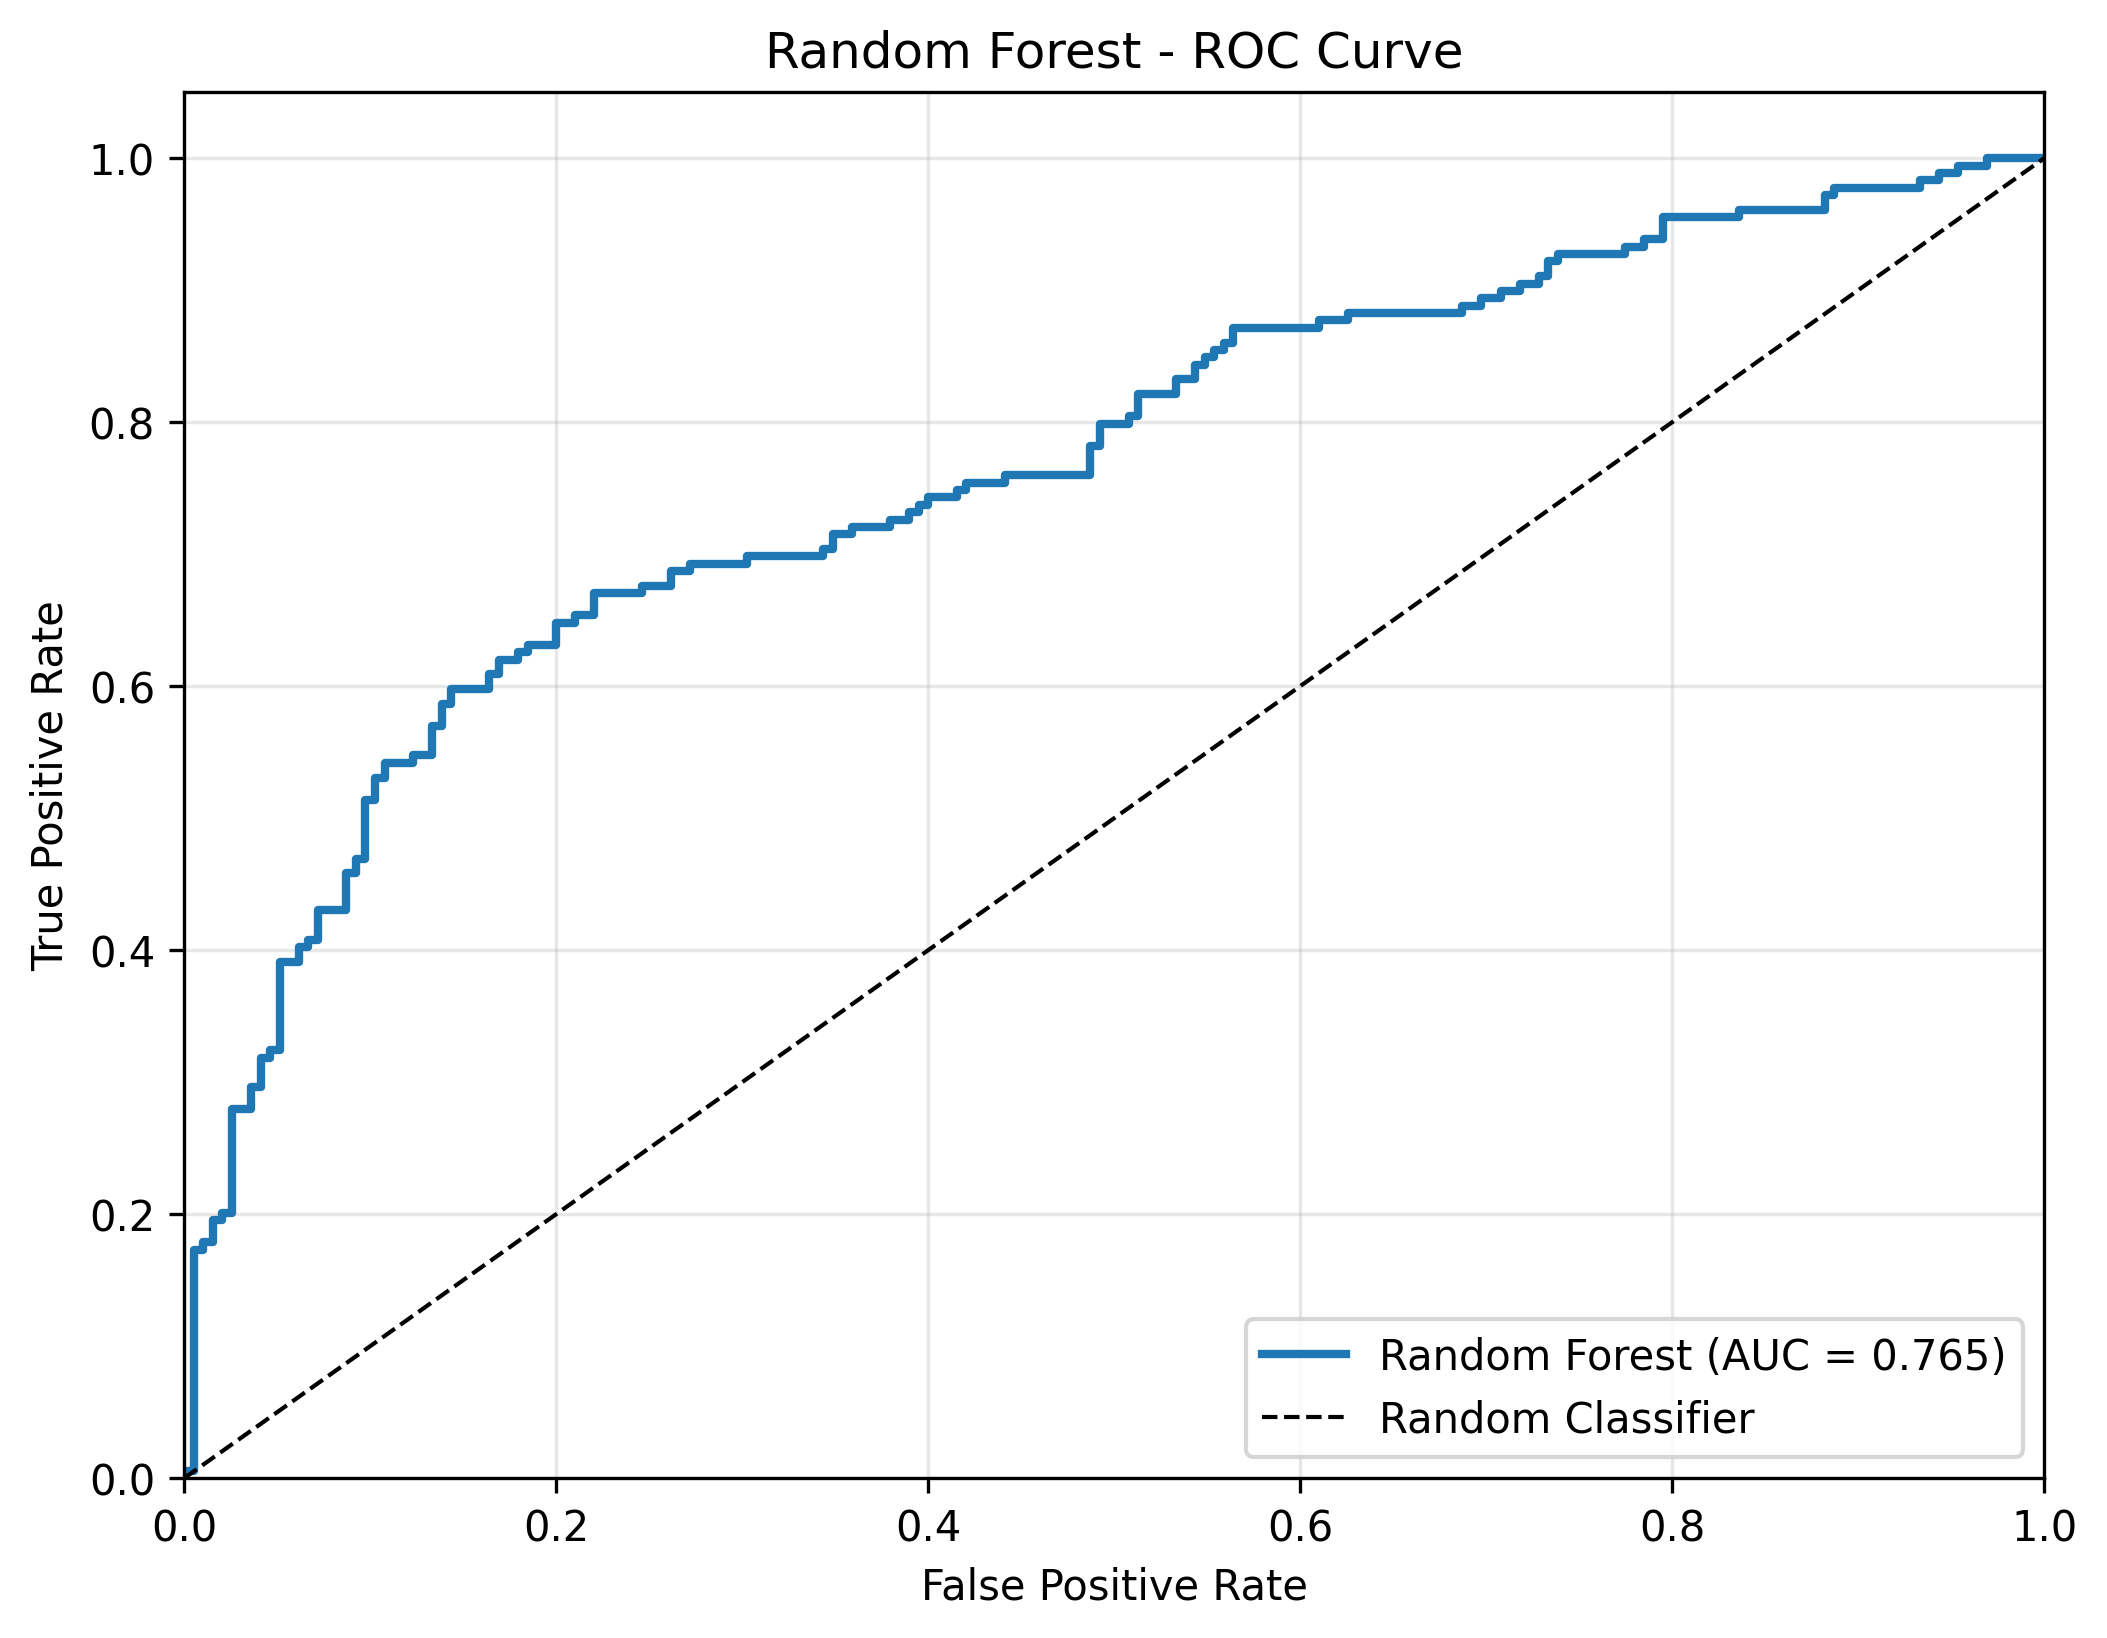 Random Forest - ROC Curve
1.0
0.8
0.6
0.4
0.2
0.0
True Positive Rate
Random Forest (AUC = 0.765)
Random Classifier
0.0 0.2 0.4 0.6 0.8 1.0
False Positive Rate